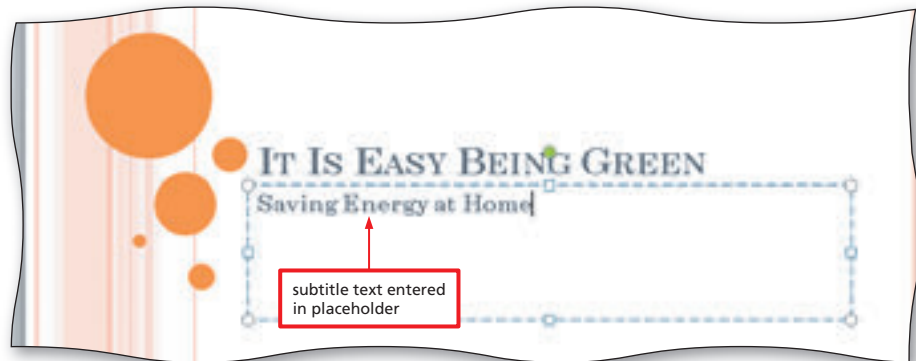 IT IS EASY BEING GREEN
Saving Energy at Home
subtitle text entered
in placeholder